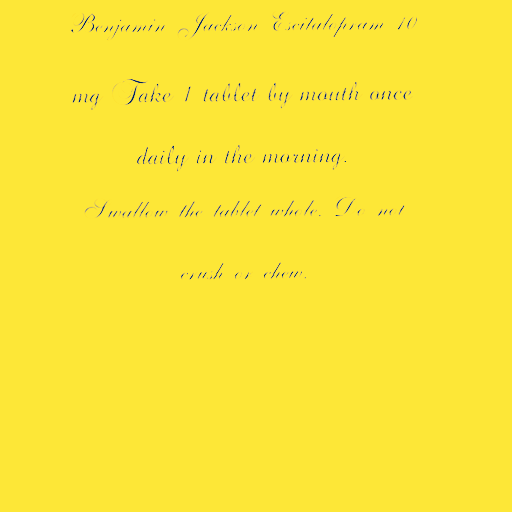 Benjamin Jackson Escitalopram 10
mg Take 1 tablet by mouth once
daily in the morning.
Swallow the tablet whole. Do not
crush or chew.